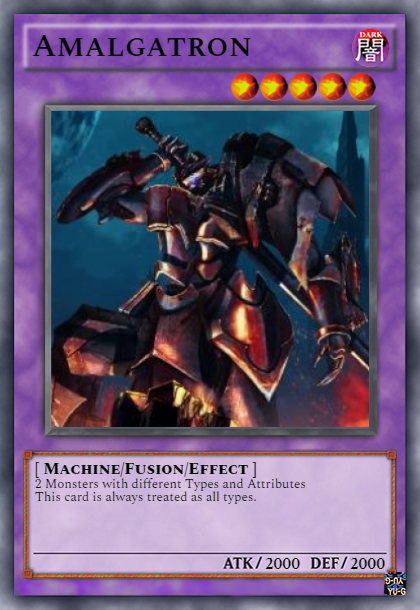 AMALGATRON
DARK
闇
[ MACHINE/FUSION/EFFECT ]
2 Monsters with different Types and Attributes
This card is always treated as all types.
ATK / 2000 DEF / 2000
YU-G